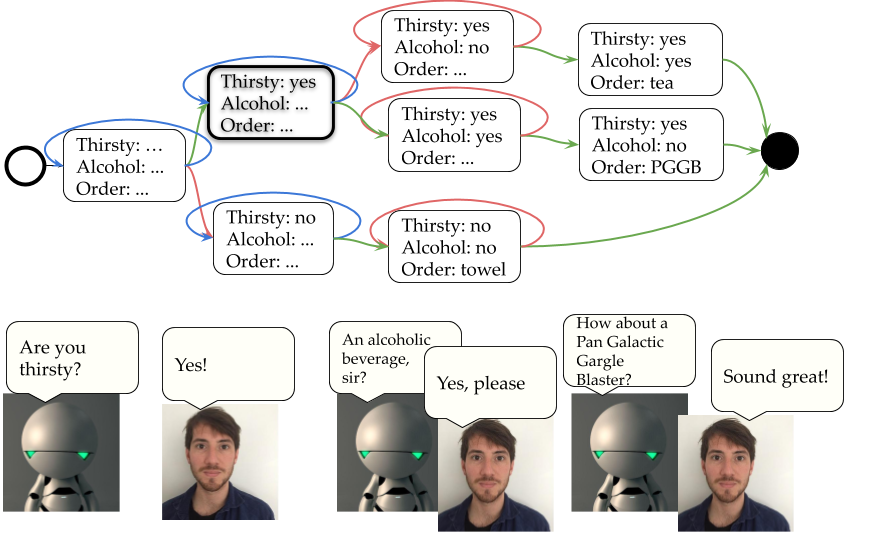 Thirsty: yes
Alcohol: no
Order: ...
Thirsty: yes
Alcohol: yes
Order: tea
Thirsty: yes
Alcohol: ...
Order: ...
Thirsty: yes
Alcohol: yes
Order: ...
Thirsty: yes
Alcohol: no
Order: PGGB
Thirsty: ...
Alcohol: ...
Order: ...
Thirsty: no
Alcohol: ...
Order: ...
Thirsty: no
Alcohol: no
Order: towel
Are you
thirsty?
Yes!
An alcoholic
beverage,
sir?
Yes, please
How about a
Pan Galactic
Gargle
Blaster?
Sound great!